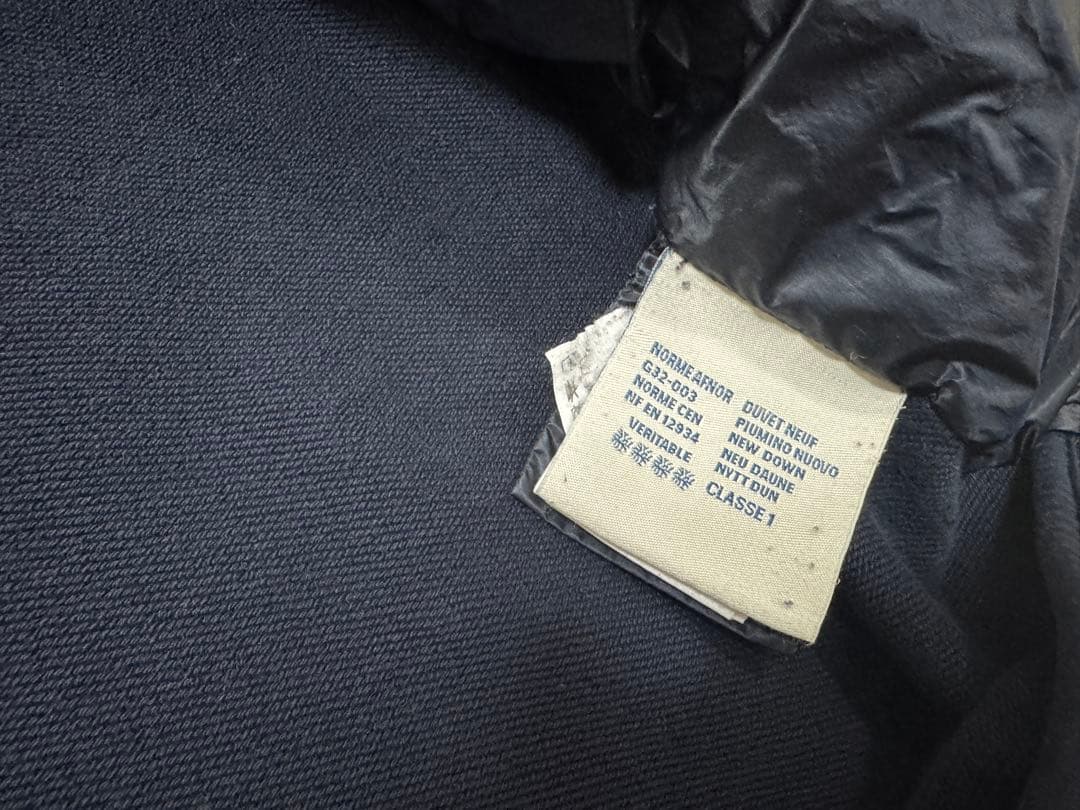 NORME AFNOR
G32-003
NORME CEN
NF EN 12934
VERITABLE
DUVET NEUF
PIUMINO NUOVO
NEW DOWN
NEU DAUNE
NYTT DUN
CLASSE 1